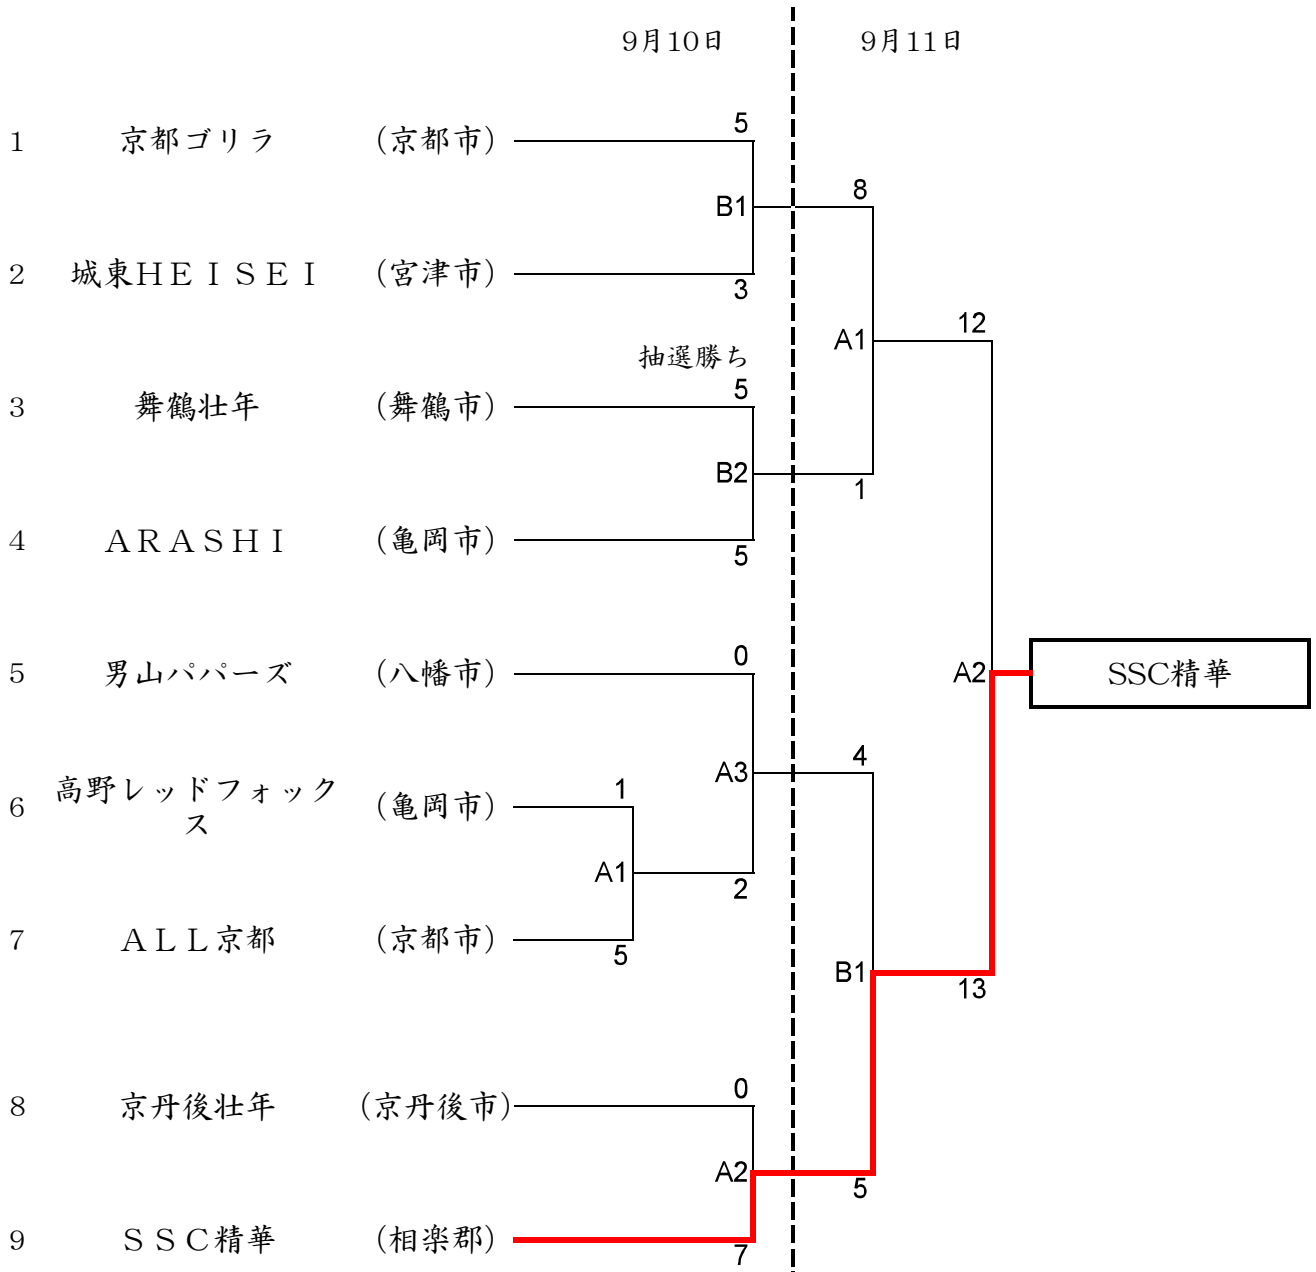 9月10日 9月11日
5
1 京都ゴリラ (京都市)
8
B1
2 城東HEISEI (宮津市)
3
12
A1
抽選勝ち
5
3 舞鶴壮年 (舞鶴市)
B2
1
4 ARASHI (亀岡市)
5
0
5 男山パパーズ (八幡市)
A2 SSC精華
4
A3
1
6 高野レッドフォック
ス (亀岡市)
A1
2
7 ALL京都 (京都市)
5
B1
13
0
8 京丹後壮年 (京丹後市)
A2
5
9 SSC精華 (相楽郡)
7